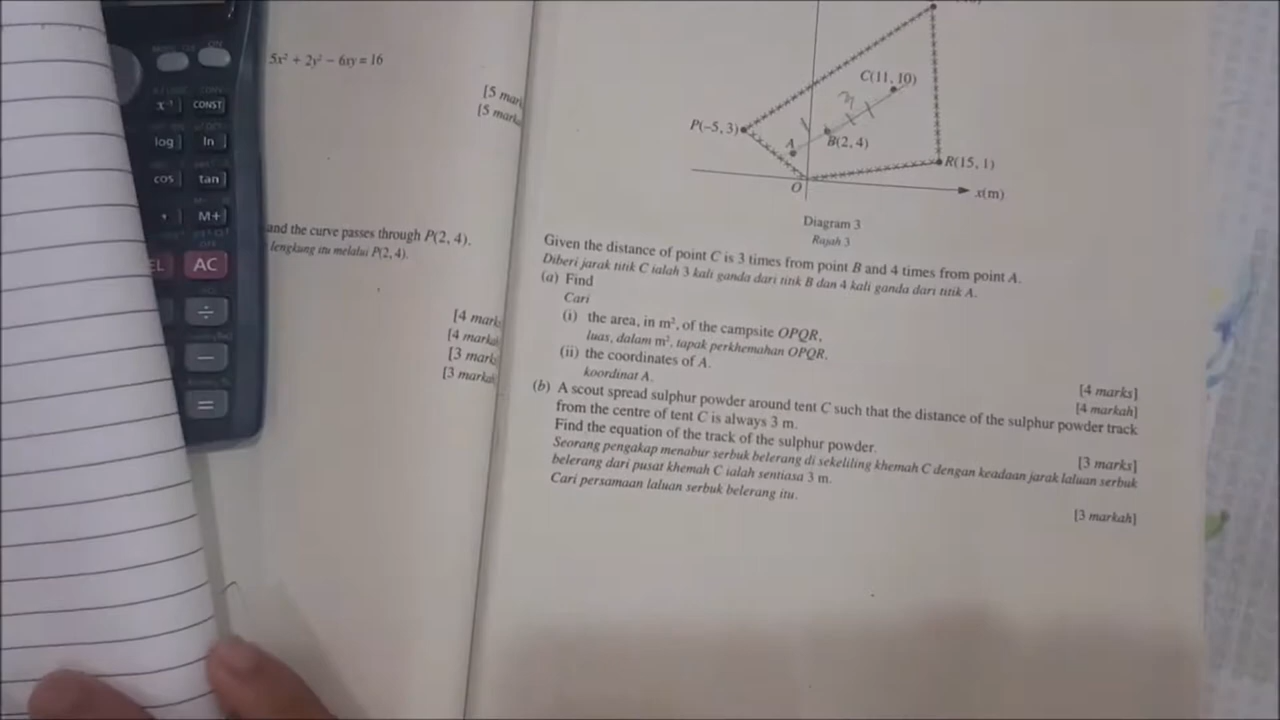 5x² + 2y² − 6xy = 16
[5
[5
and the curve passes through P(2, 4).
lengkung itu melalui P(2, 4).
[4
[4
[3
[3
x⁻¹ CONST
log ln
cos tan
, M+
AC
÷
−
=
C(11, 10)
3
P(−5, 3)
A
B(2, 4)
R(15, 1)
O
x(m)
Diagram 3
Rajah 3
Given the distance of point C is 3 times from point B and 4 times from point A.
Diberi jarak titik C ialah 3 kali ganda dari titik B dan 4 kali ganda dari titik A.
(a) Find
Cari
(i) the area, in m², of the campsite OPQR,
luas, dalam m², tapak perkhemahan OPQR,
(ii) the coordinates of A.
koordinat A.
[4 marks]
[4 markah]
(b) A scout spread sulphur powder around tent C such that the distance of the sulphur powder track
from the centre of tent C is always 3 m.
Find the equation of the track of the sulphur powder.
[3 marks]
Seorang pengakap menabur serbuk belerang di sekeliling khemah C dengan keadaan jarak laluan serbuk
belerang dari pusat khemah C ialah sentiasa 3 m.
Cari persamaan laluan serbuk belerang itu.
[3 markah]